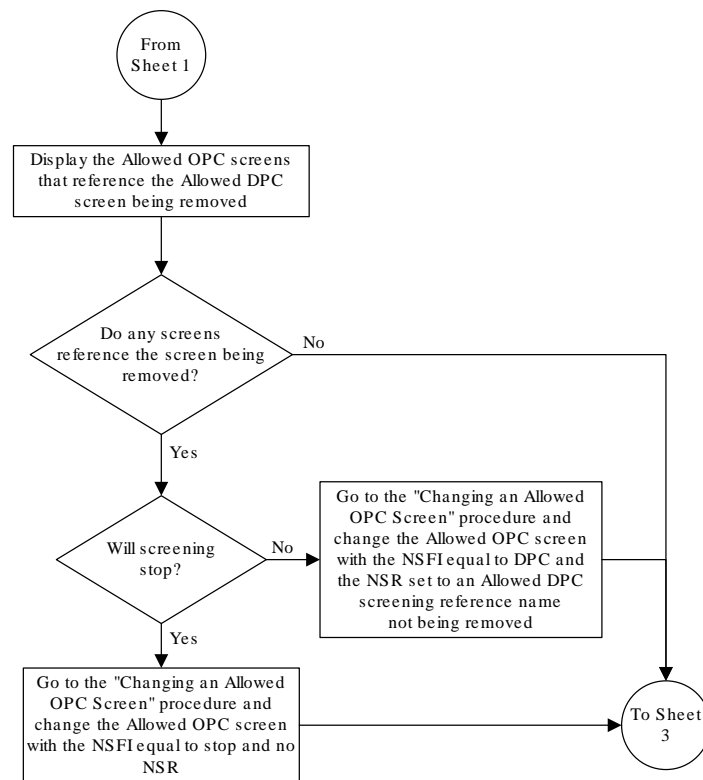 From
Sheet 1
Display the Allowed OPC screens
that reference the Allowed DPC
screen being removed
Do any screens
reference the screen being
removed?
No
Yes
Will screening
stop?
No
Go to the "Changing an Allowed
OPC Screen" procedure and
change the Allowed OPC screen
with the NSFI equal to DPC and
the NSR set to an Allowed DPC
screening reference name
not being removed
Yes
Go to the "Changing an Allowed
OPC Screen" procedure and
change the Allowed OPC screen
with the NSFI equal to stop and no
NSR
To Sheet
3